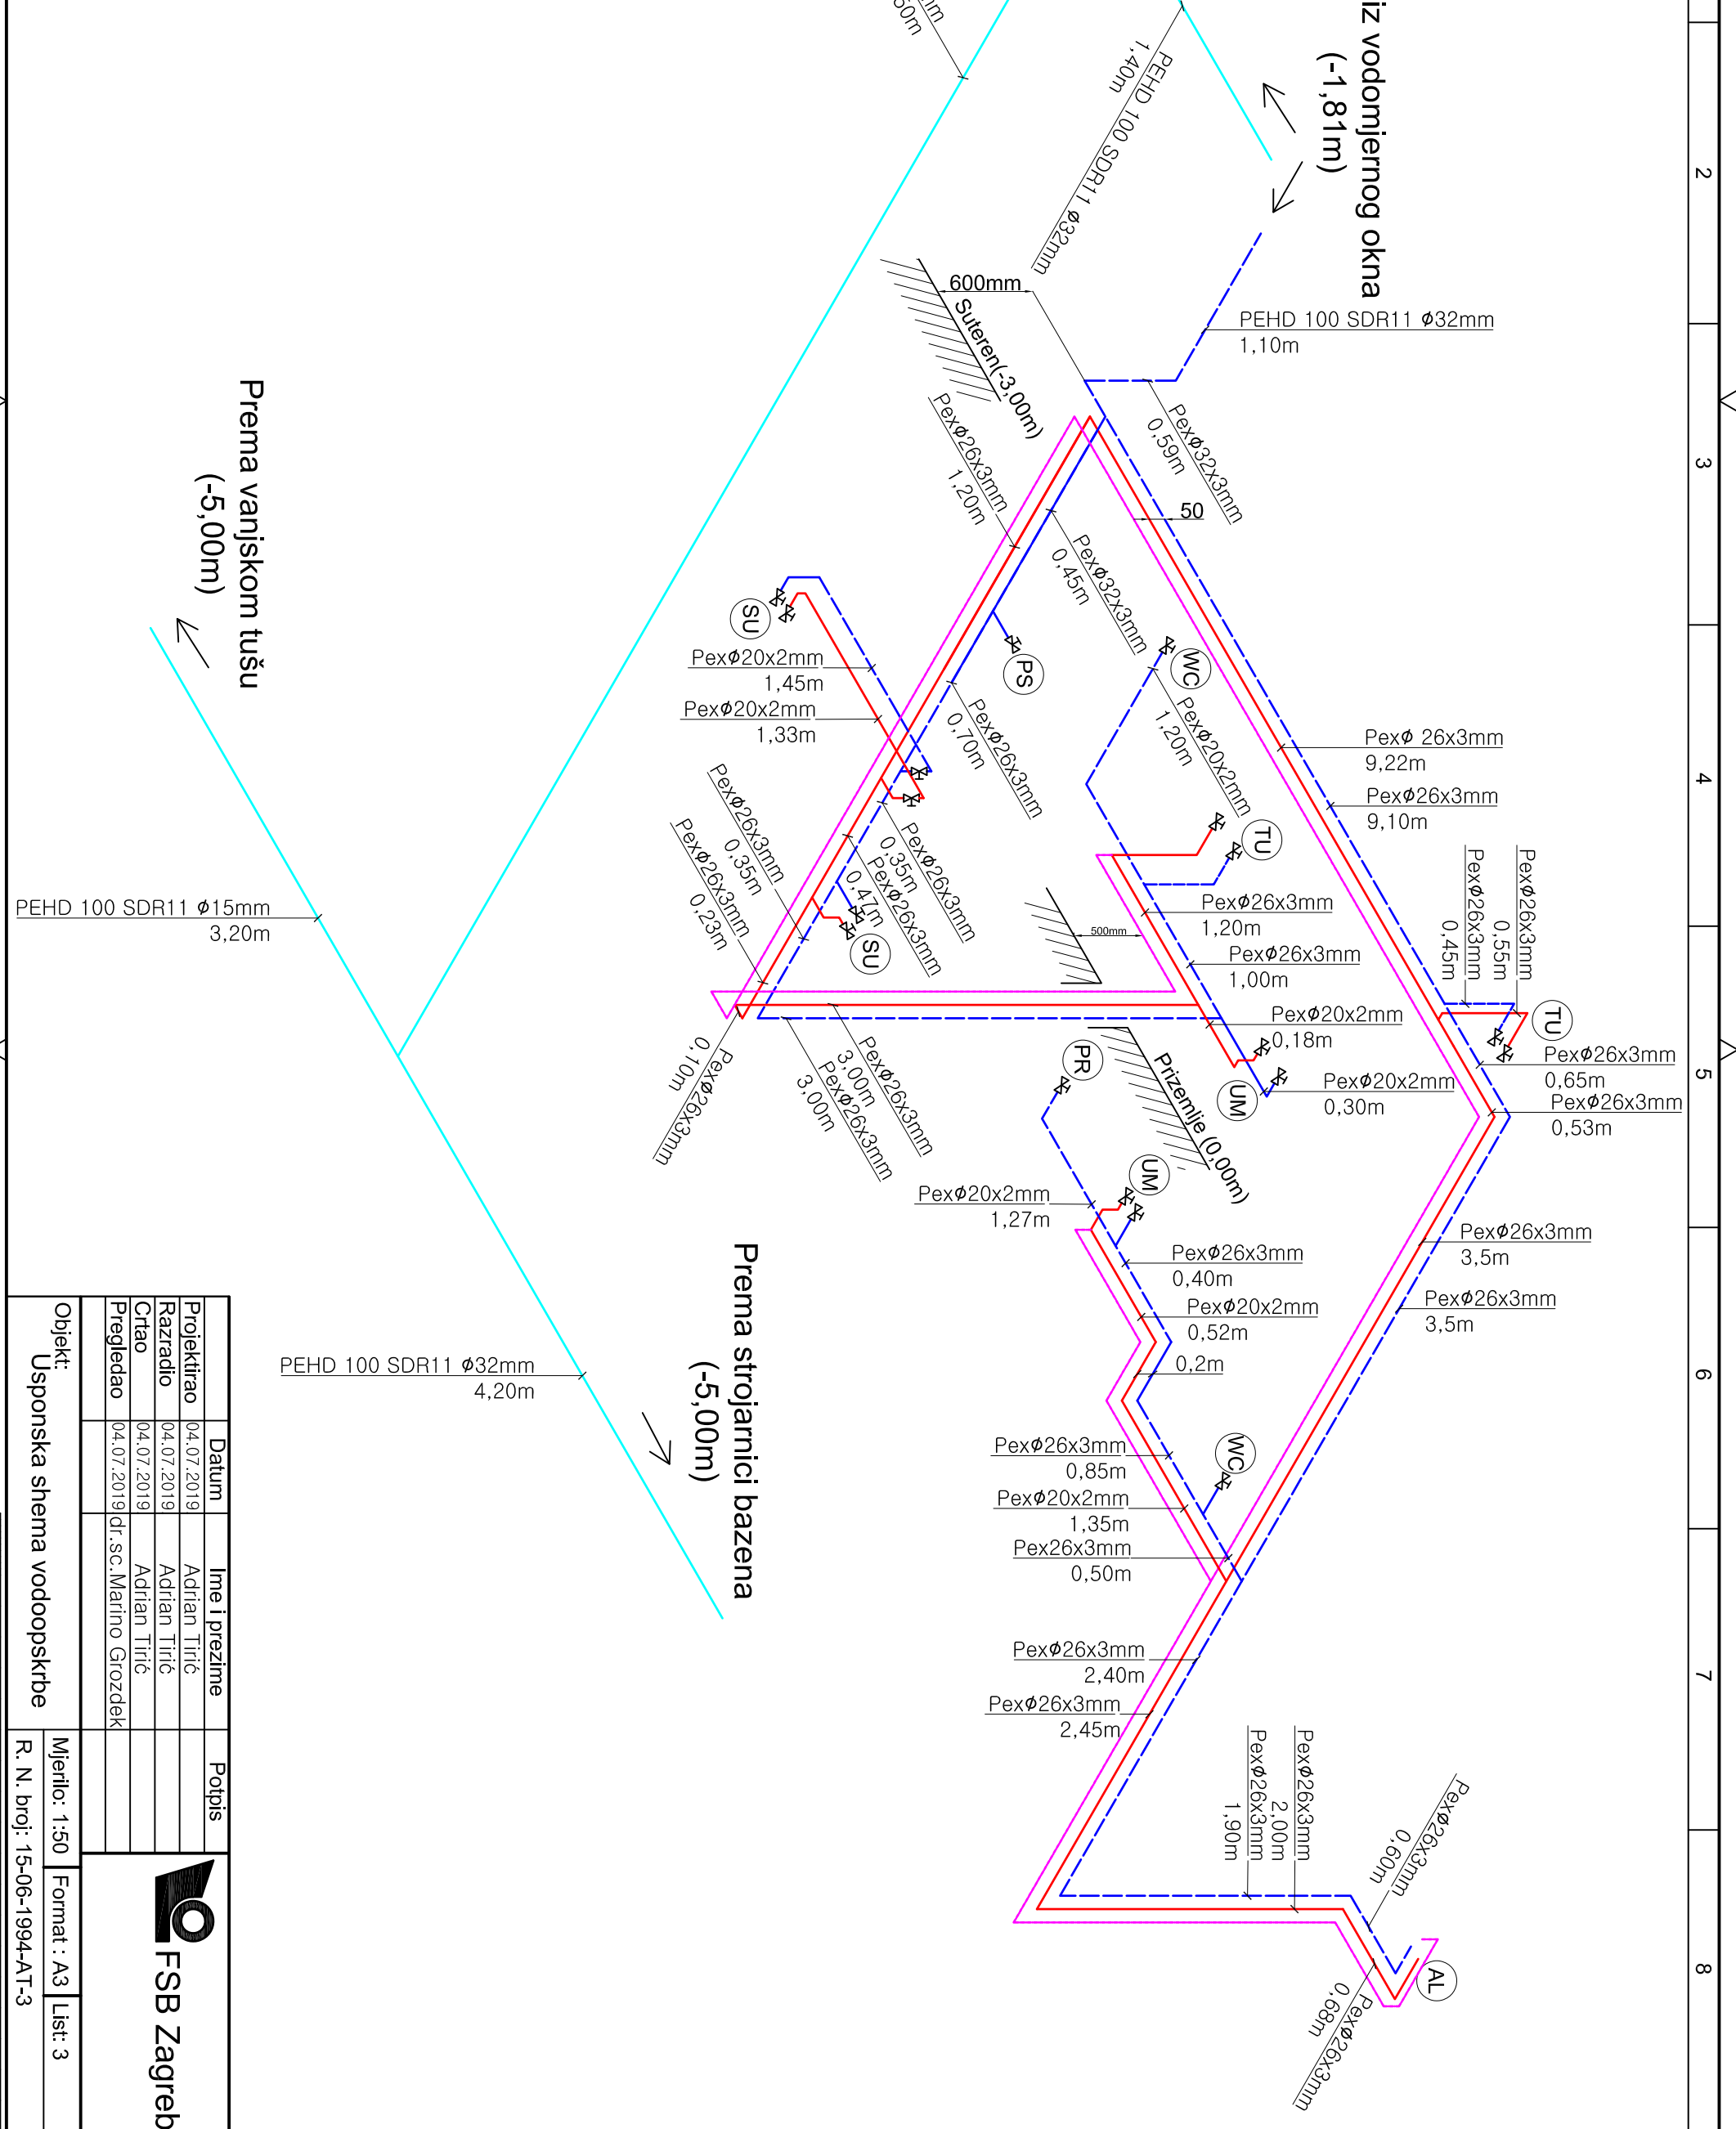 iz vodomjernog okna
(-1,81m)
2
3
4
5
6
7
8
60m
PEHD 100 SDR11 ϕ32mm
1,40m
PEHD 100 SDR11 ϕ32mm
1,10m
600mm
Suteren(-3,00m)
Pexϕ32x3mm
0,59m
50
Pexϕ26x3mm
1,20m
Pexϕ32x3mm
0,45m
PS
WC
Pexϕ20x2mm
1,20m
SU
Pexϕ20x2mm
1,45m
Pexϕ20x2mm
1,33m
Pexϕ26x3mm
0,70m
Pexϕ 26x3mm
9,22m
Pexϕ26x3mm
9,10m
TU
Pexϕ26x3mm
0,35m
Pexϕ26x3mm
0,23m
Pexϕ26x3mm
0,35m
Pexϕ26x3mm
0,47m
SU
500mm
Pexϕ26x3mm
1,20m
Pexϕ26x3mm
1,00m
Pexϕ20x2mm
0,18m
Pexϕ20x2mm
0,30m
UM
Pexϕ26x3mm
0,55m
Pexϕ26x3mm
0,45m
TU
Pexϕ26x3mm
0,65m
Pexϕ26x3mm
0,53m
Pexϕ26x3mm
0,10m
Pexϕ26x3mm
3,00m
Pexϕ26x3mm
3,00m
PR
Prizemlje (0,00m)
UM
Pexϕ20x2mm
1,27m
Pexϕ26x3mm
0,40m
Pexϕ20x2mm
0,52m
0,2m
Pexϕ26x3mm
3,5m
Pexϕ26x3mm
3,5m
WC
Pexϕ26x3mm
0,85m
Pexϕ20x2mm
1,35m
Pex26x3mm
0,50m
Pexϕ26x3mm
2,40m
Pexϕ26x3mm
2,45m
Pexϕ26x3mm
2,00m
Pexϕ26x3mm
1,90m
Pexϕ26x3mm
0,60m
AL
Pexϕ26x3mm
0,68m
Prema vanjskom tušu
(-5,00m)
PEHD 100 SDR11 ϕ15mm
3,20m
Prema strojarnici bazena
(-5,00m)
PEHD 100 SDR11 ϕ32mm
4,20m
Datum Ime i prezime Potpis
Projektirao 04.07.2019 Adrian Tirić
Razradio 04.07.2019 Adrian Tirić
Crtao 04.07.2019 Adrian Tirić
Pregledao 04.07.2019 dr.sc.Marino Grozdek
FSB Zagreb
Objekt:
Usponska shema vodoopskrbe
Mjerilo: 1:50 Format : A3 List: 3
R. N. broj: 15-06-1994-AT-3